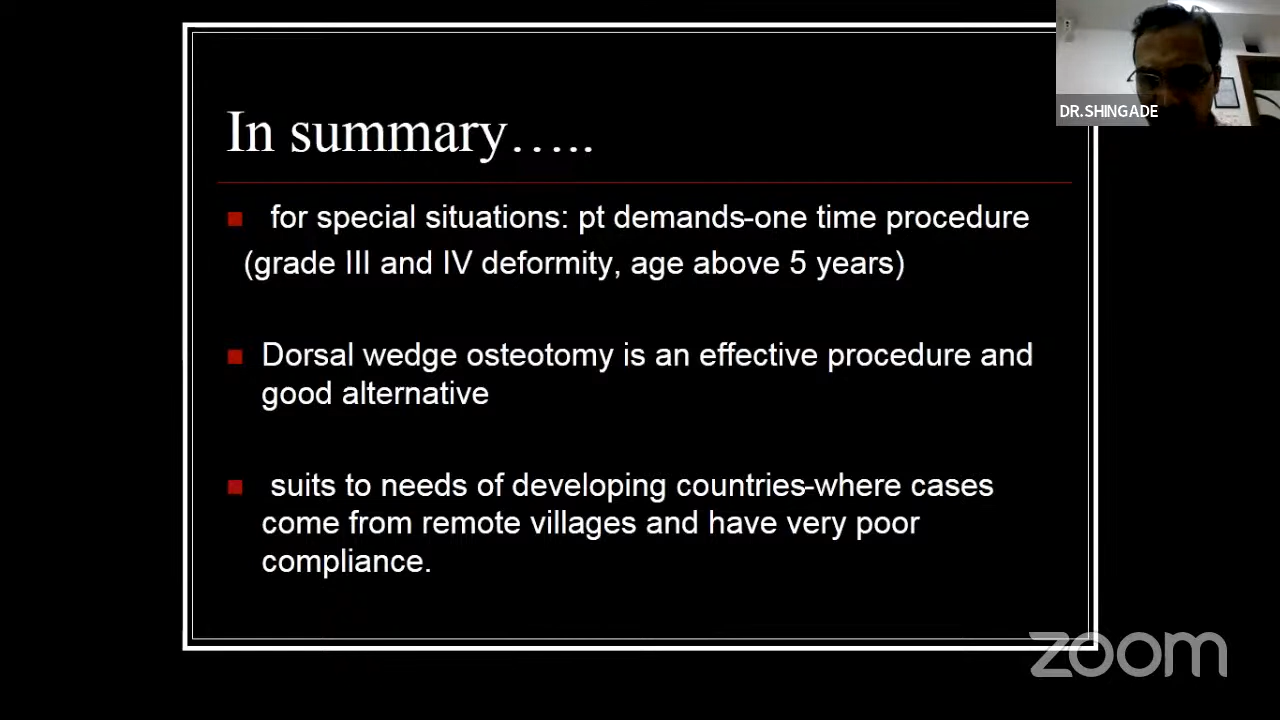 DR.SHINGADE
In summary…..
for special situations: pt demands-one time procedure
(grade III and IV deformity, age above 5 years)
Dorsal wedge osteotomy is an effective procedure and
good alternative
suits to needs of developing countries-where cases
come from remote villages and have very poor
compliance.
zoom